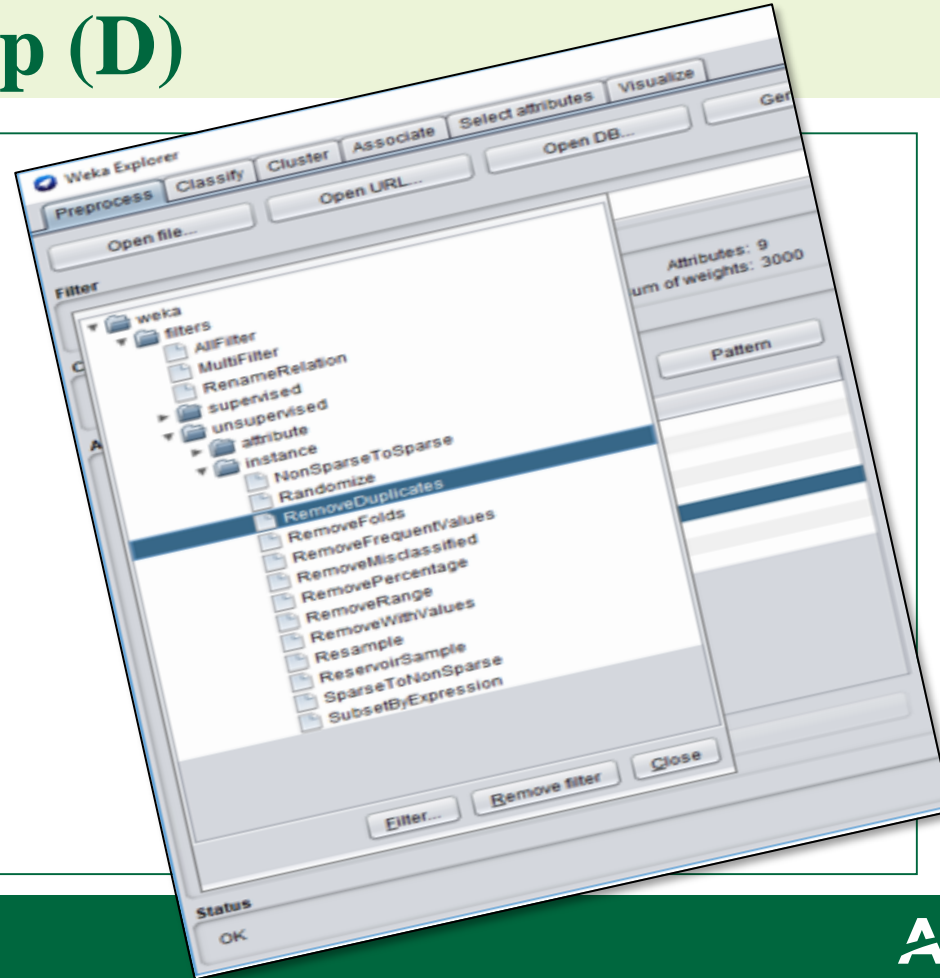 p (D)
Weka Explorer
Preprocess Classify Cluster Associate Select attributes Visualize
Open file... Open URL... Open DB... Gen
Filter
weka
filters
AllFilter
MultiFilter
RenameRelation
supervised
unsupervised
attribute
instance
NonSparseToSparse
Randomize
RemoveDuplicates
RemoveFolds
RemoveFrequentValues
RemoveMisclassified
RemovePercentage
RemoveRange
RemoveWithValues
Resample
ReservoirSample
SparseToNonSparse
SubsetByExpression
Attributes: 9
um of weights: 3000
C
Pattern
A
Filter... Remove filter Close
Status
OK
A